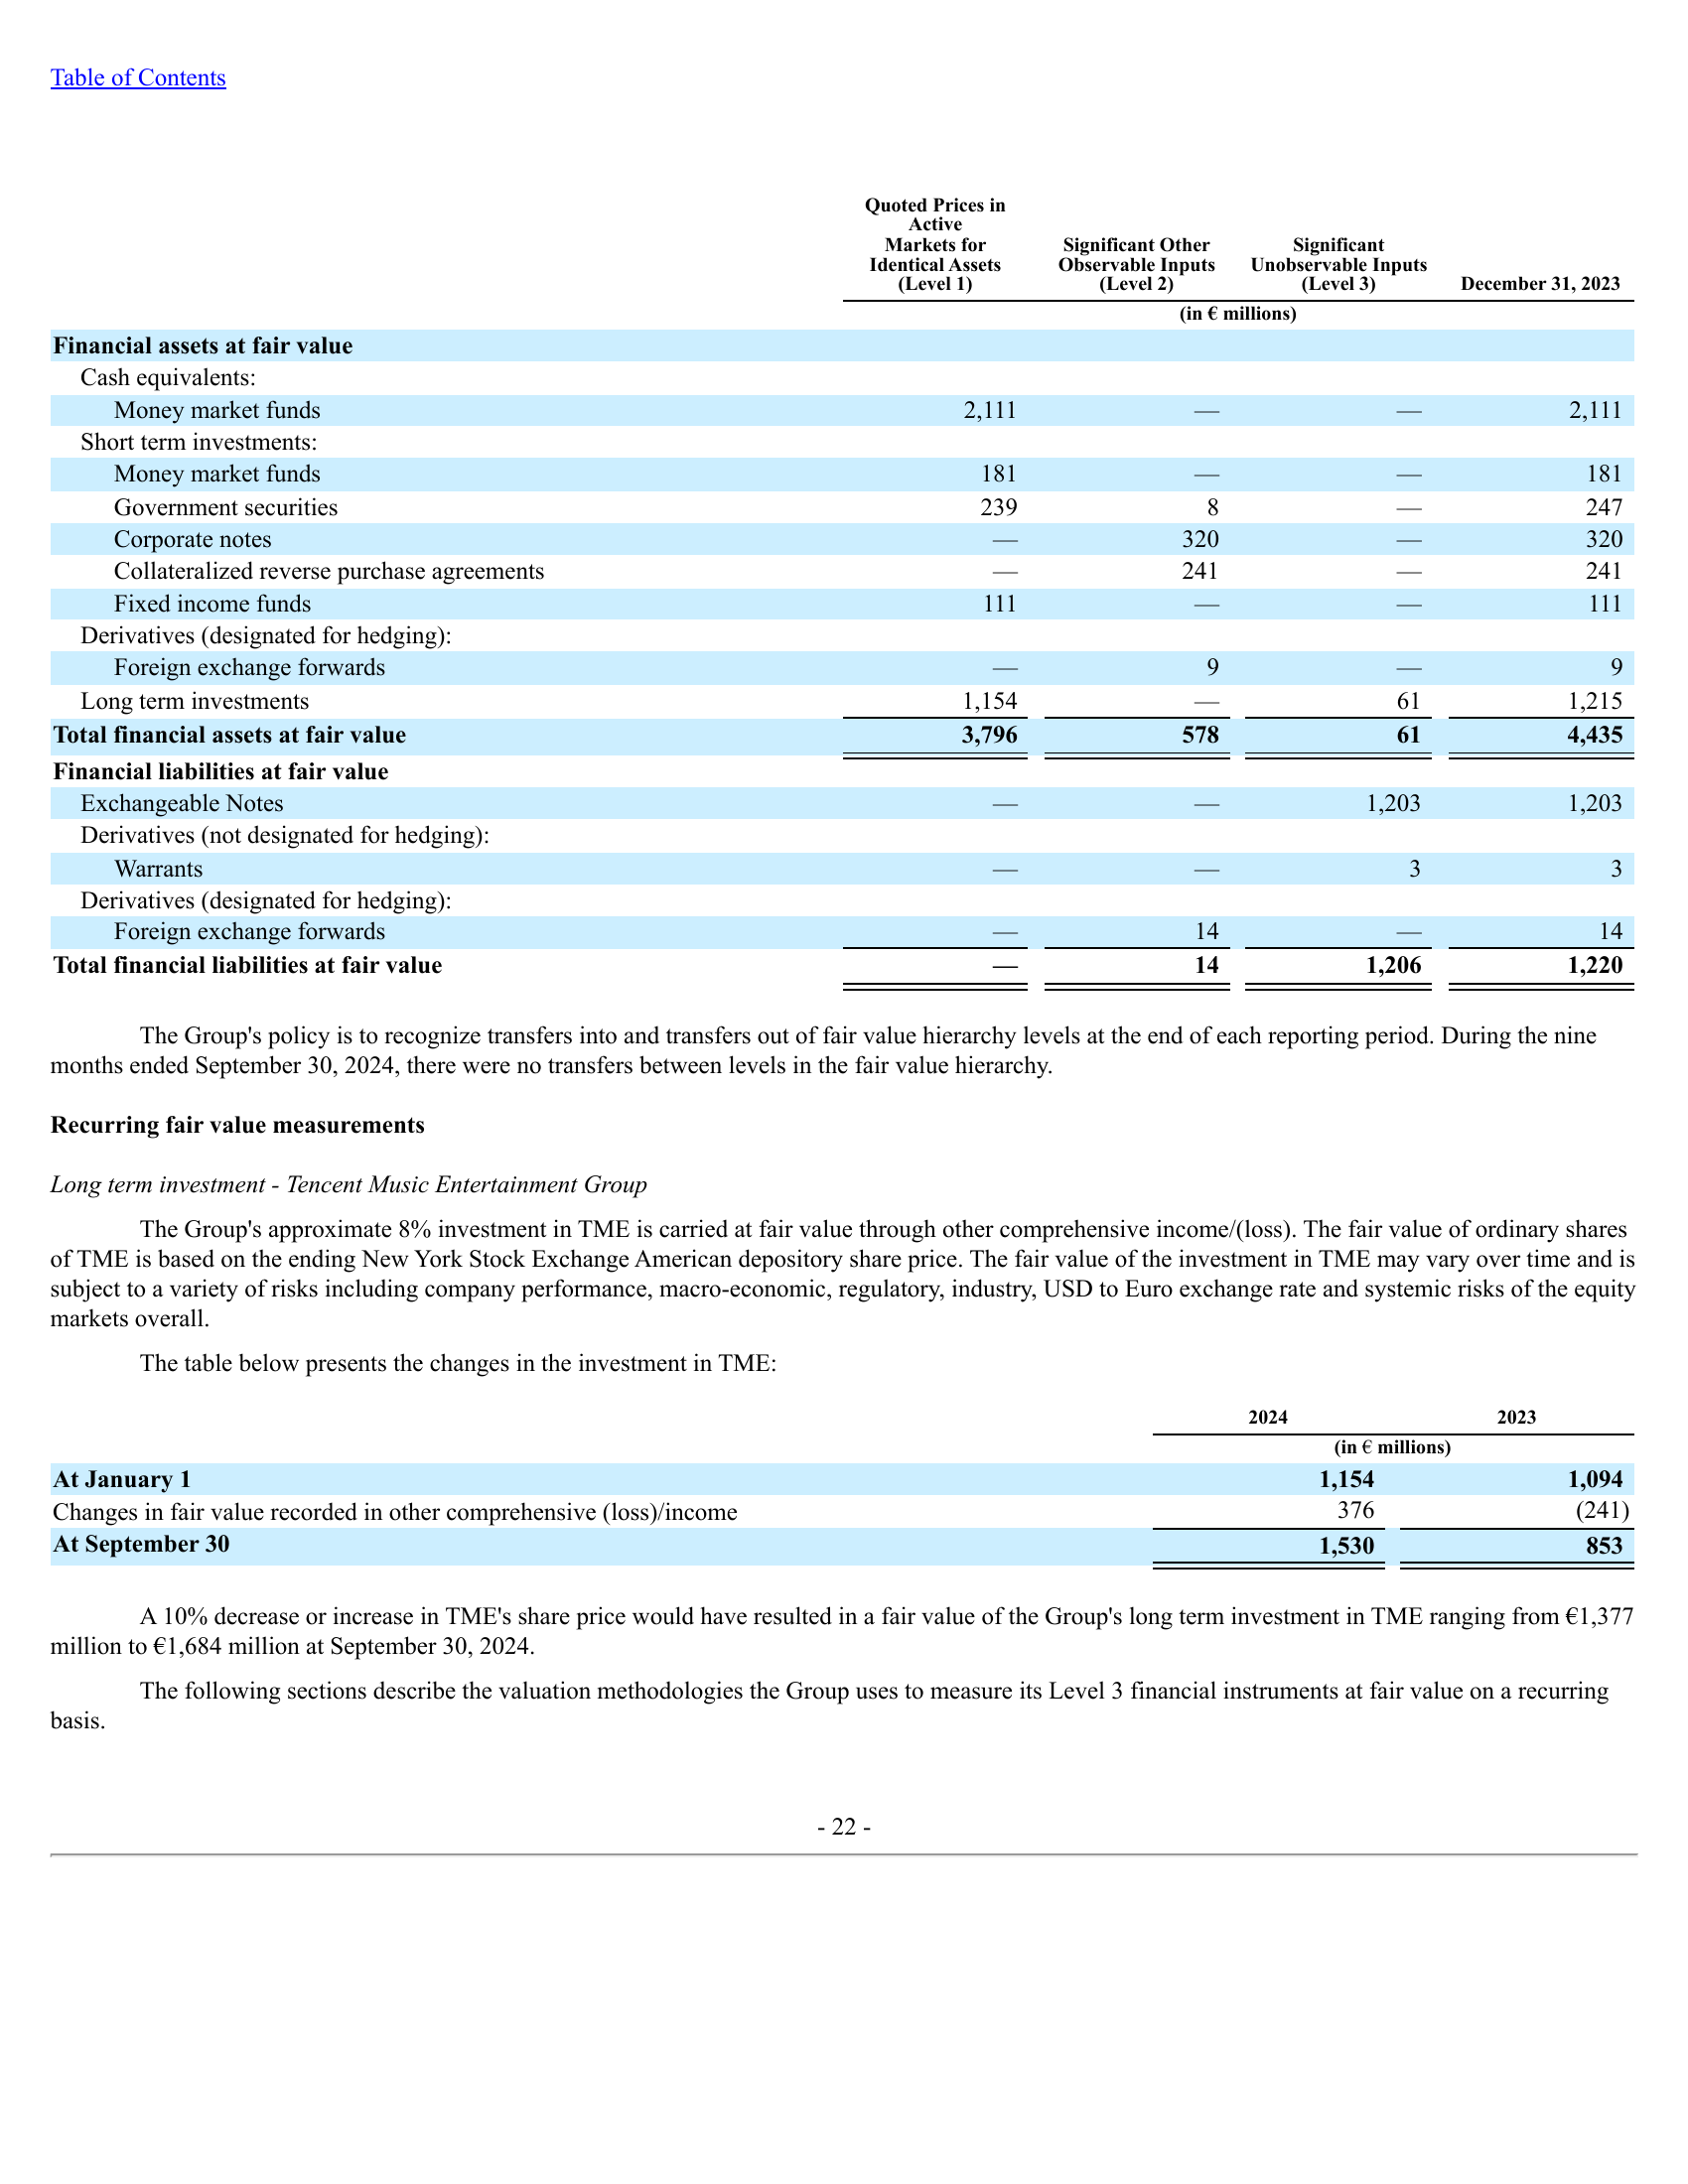 Table of Contents
Quoted Prices in
Active
Markets for
Identical Assets
(Level 1)
Significant Other
Observable Inputs
(Level 2)
Significant
Unobservable Inputs
(Level 3)
December 31, 2023
(in € millions)
Financial assets at fair value
Cash equivalents:
Money market funds 2,111 — — 2,111
Short term investments:
Money market funds 181 — — 181
Government securities 239 8 — 247
Corporate notes — 320 — 320
Collateralized reverse purchase agreements — 241 — 241
Fixed income funds 111 — — 111
Derivatives (designated for hedging):
Foreign exchange forwards — 9 — 9
Long term investments 1,154 — 61 1,215
Total financial assets at fair value 3,796 578 61 4,435
Financial liabilities at fair value
Exchangeable Notes — — 1,203 1,203
Derivatives (not designated for hedging):
Warrants — — 3 3
Derivatives (designated for hedging):
Foreign exchange forwards — 14 — 14
Total financial liabilities at fair value — 14 1,206 1,220
The Group's policy is to recognize transfers into and transfers out of fair value hierarchy levels at the end of each reporting period. During the nine
months ended September 30, 2024, there were no transfers between levels in the fair value hierarchy.
Recurring fair value measurements
Long term investment - Tencent Music Entertainment Group
The Group's approximate 8% investment in TME is carried at fair value through other comprehensive income/(loss). The fair value of ordinary shares
of TME is based on the ending New York Stock Exchange American depository share price. The fair value of the investment in TME may vary over time and is
subject to a variety of risks including company performance, macro-economic, regulatory, industry, USD to Euro exchange rate and systemic risks of the equity
markets overall.
The table below presents the changes in the investment in TME:
2024 2023
(in € millions)
At January 1 1,154 1,094
Changes in fair value recorded in other comprehensive (loss)/income 376 (241)
At September 30 1,530 853
A 10% decrease or increase in TME's share price would have resulted in a fair value of the Group's long term investment in TME ranging from €1,377
million to €1,684 million at September 30, 2024.
The following sections describe the valuation methodologies the Group uses to measure its Level 3 financial instruments at fair value on a recurring
basis.
- 22 -